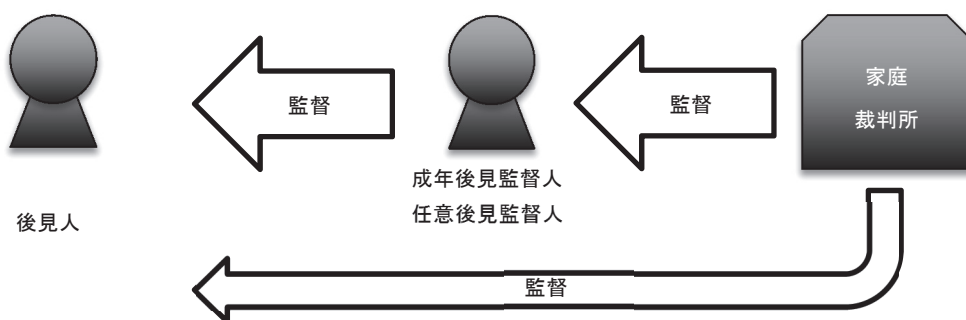 監督
監督
家庭
裁判所
成年後見監督人
任意後見監督人
後見人
監督